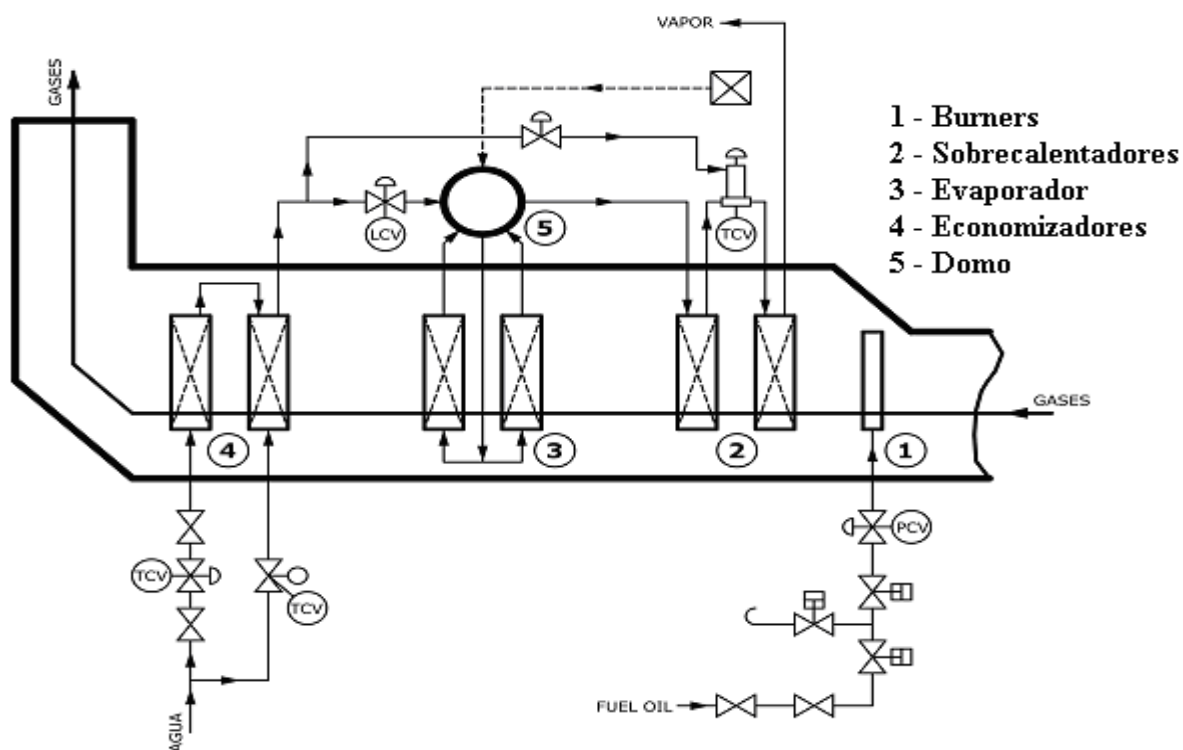 VAPOR
GASES
1 - Burners
2 - Sobrecalentadores
3 - Evaporador
4 - Economizadores
5 - Domo
LCV
5
TCV
GASES
4
3
2
1
PCV
TCV
TCV
FUEL OIL
AGUA